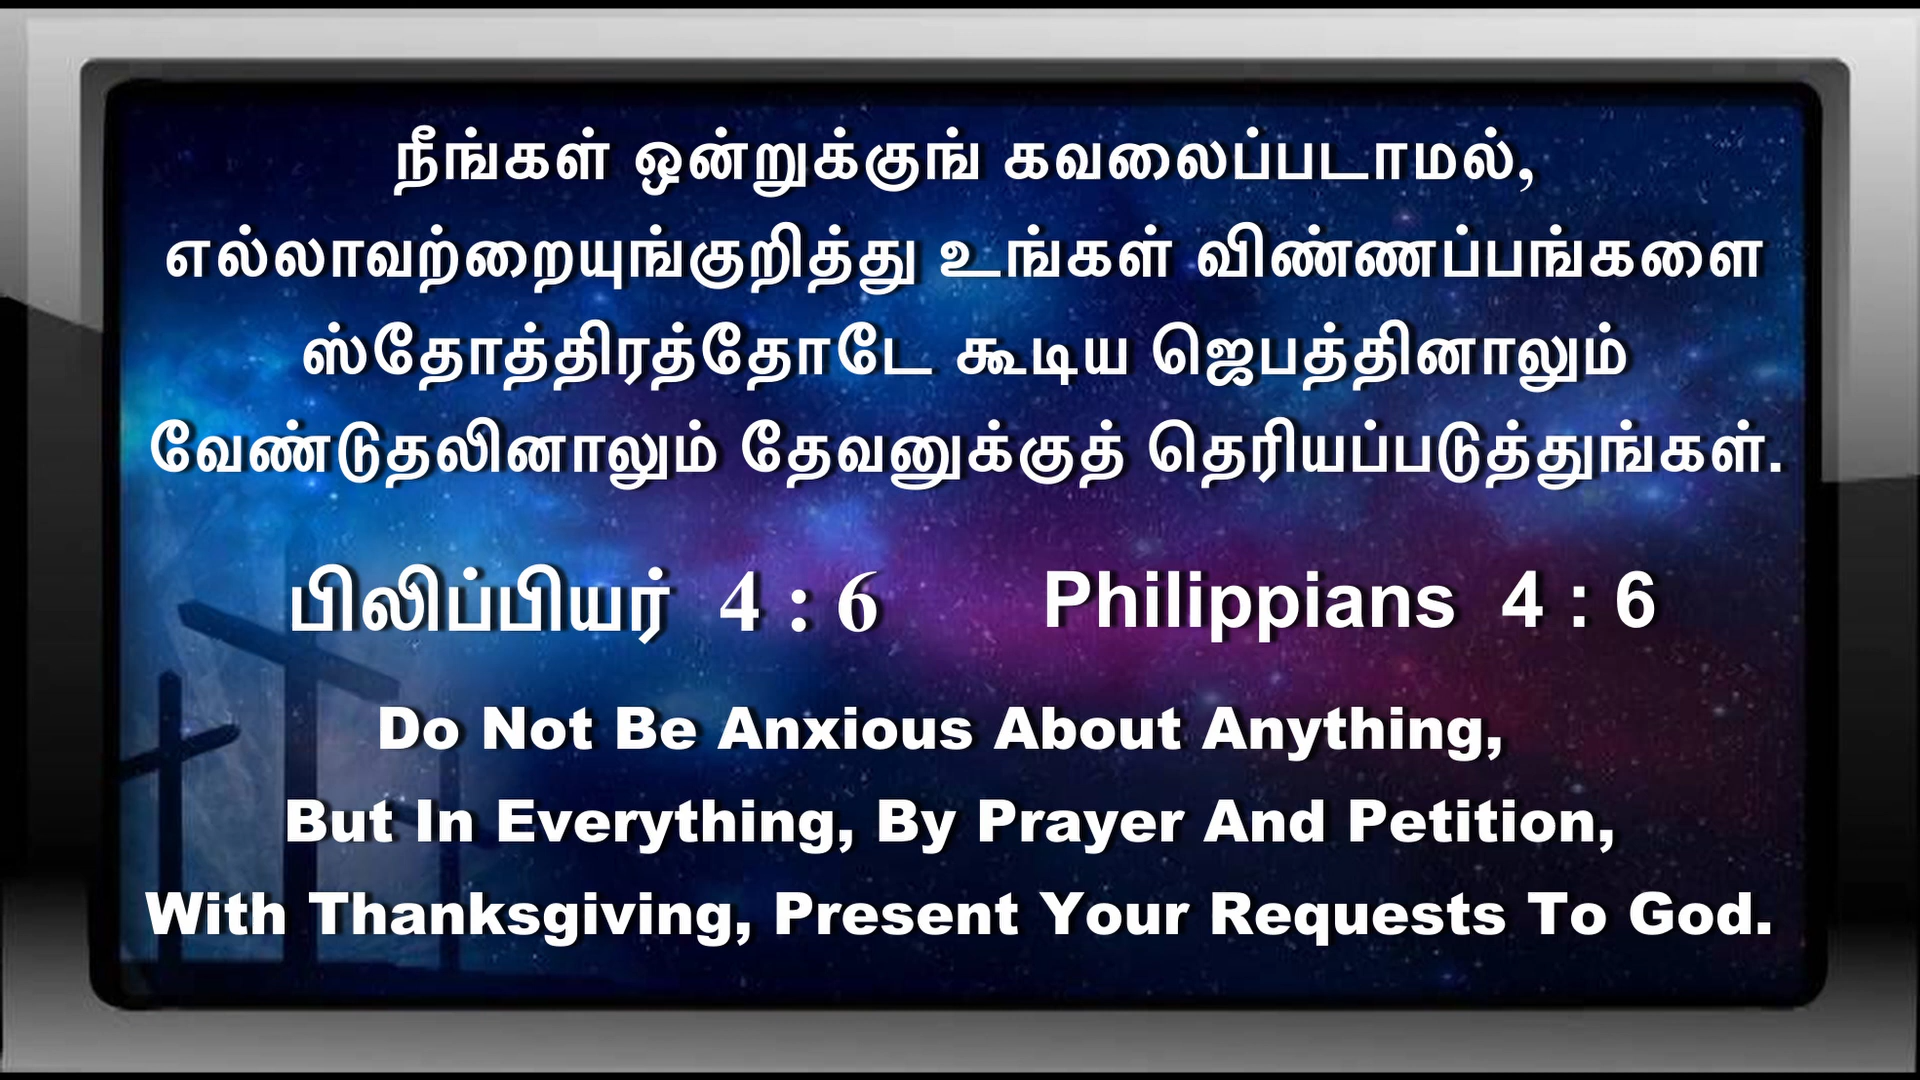 நீங்கள் ஒன்றுக்குங் கவலைப்படாமல்,
எல்லாவற்றையுங்குறித்து உங்கள் விண்ணப்பங்களை
ஸ்தோத்திரத்தோடே கூடிய ஜெபத்தினாலும்
வேண்டுதலினாலும் தேவனுக்குத் தெரியப்படுத்துங்கள்.
பிலிப்பியர் 4 : 6 Philippians 4 : 6
Do Not Be Anxious About Anything,
But In Everything, By Prayer And Petition,
With Thanksgiving, Present Your Requests To God.